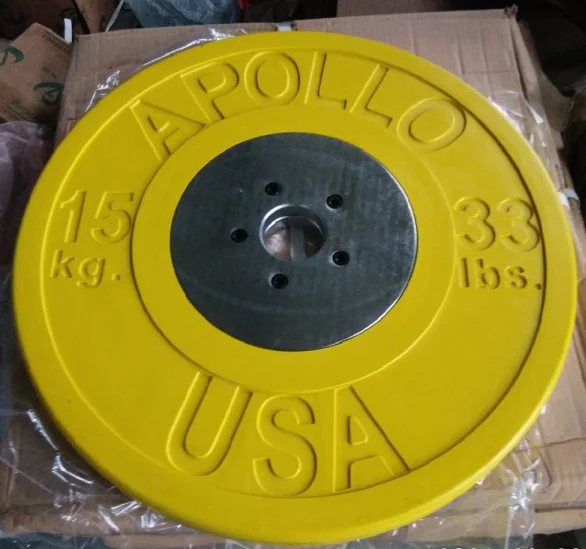 APOLLO
15
kg.
33
lbs.
USA